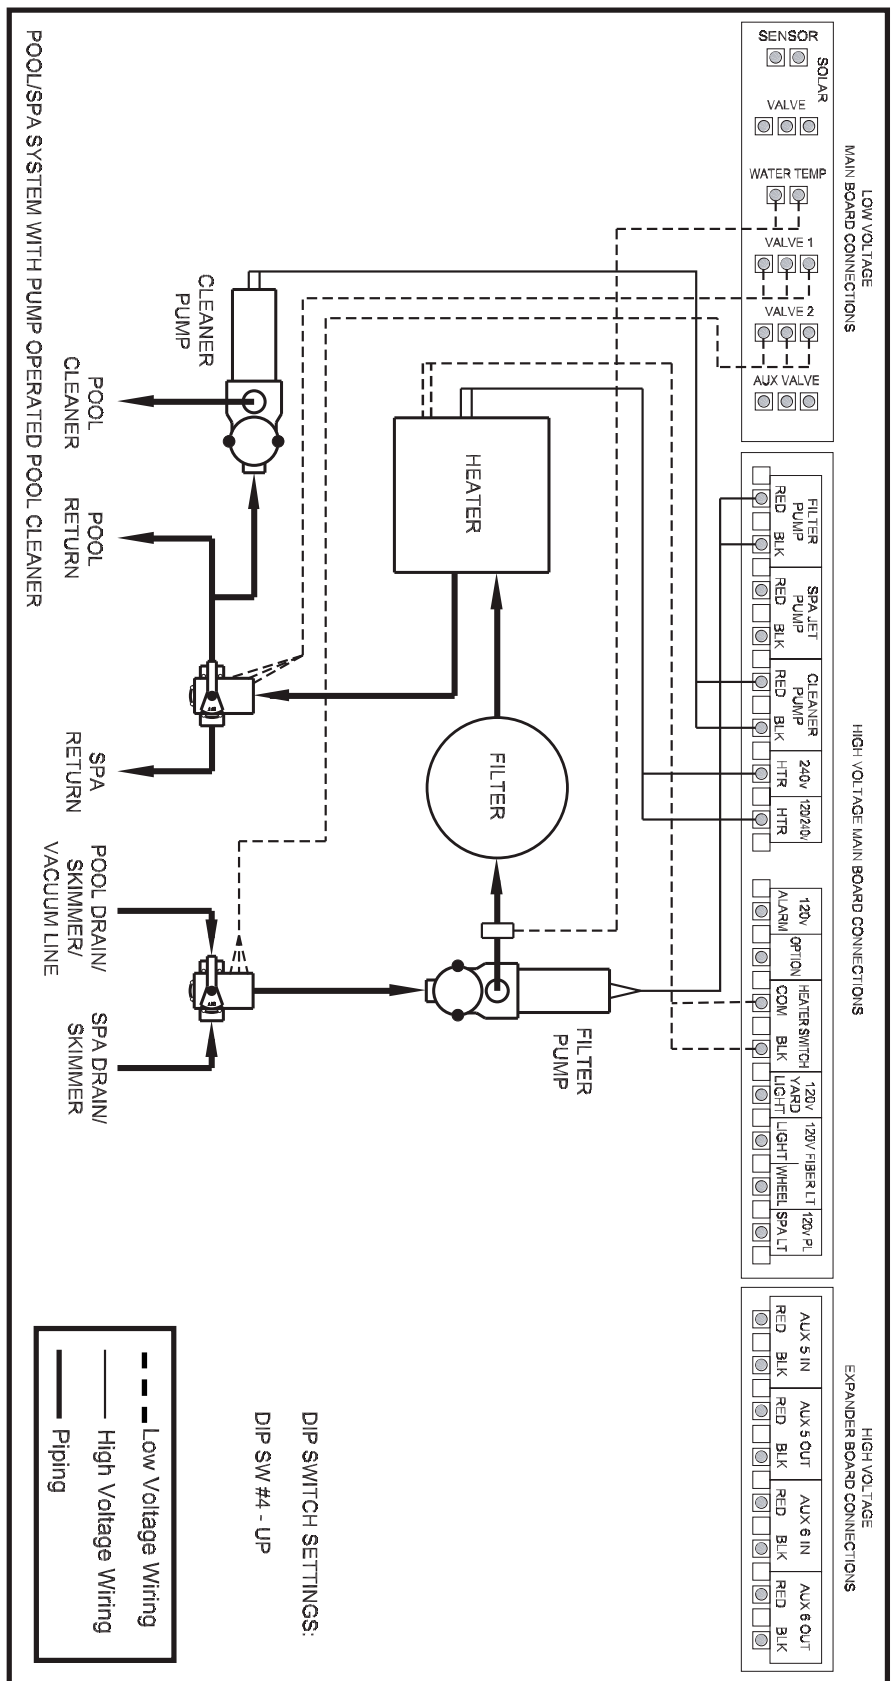 LOW VOLTAGE
MAIN BOARD CONNECTIONS
SENSOR
SOLAR
VALVE
WATER TEMP
VALVE 1
VALVE 2
AUX VALVE
HIGH VOLTAGE MAIN BOARD CONNECTIONS
FILTER
PUMP
RED
BLK
SPA JET
PUMP
RED
BLK
CLEANER
PUMP
RED
BLK
240v
HTR
120/240v
HTR
120v
ALARM
OPTION
HEATER SWITCH
COM
BLK
120v
YARD
LIGHT
120V FIBER LT
LIGHT
WHEEL
120v PL
SPA LT
HIGH VOLTAGE
EXPANDER BOARD CONNECTIONS
AUX 5 IN
RED
BLK
AUX 5 OUT
RED
BLK
AUX 6 IN
RED
BLK
AUX 6 OUT
RED
BLK
HEATER
FILTER
FILTER
PUMP
CLEANER
PUMP
POOL
CLEANER
POOL
RETURN
SPA
RETURN
POOL DRAIN/
SKIMMER/
VACUUM LINE
SPA DRAIN/
SKIMMER
DIP SWITCH SETTINGS:
DIP SW #4 - UP
Low Voltage Wiring
High Voltage Wiring
Piping
POOL/SPA SYSTEM WITH PUMP OPERATED POOL CLEANER